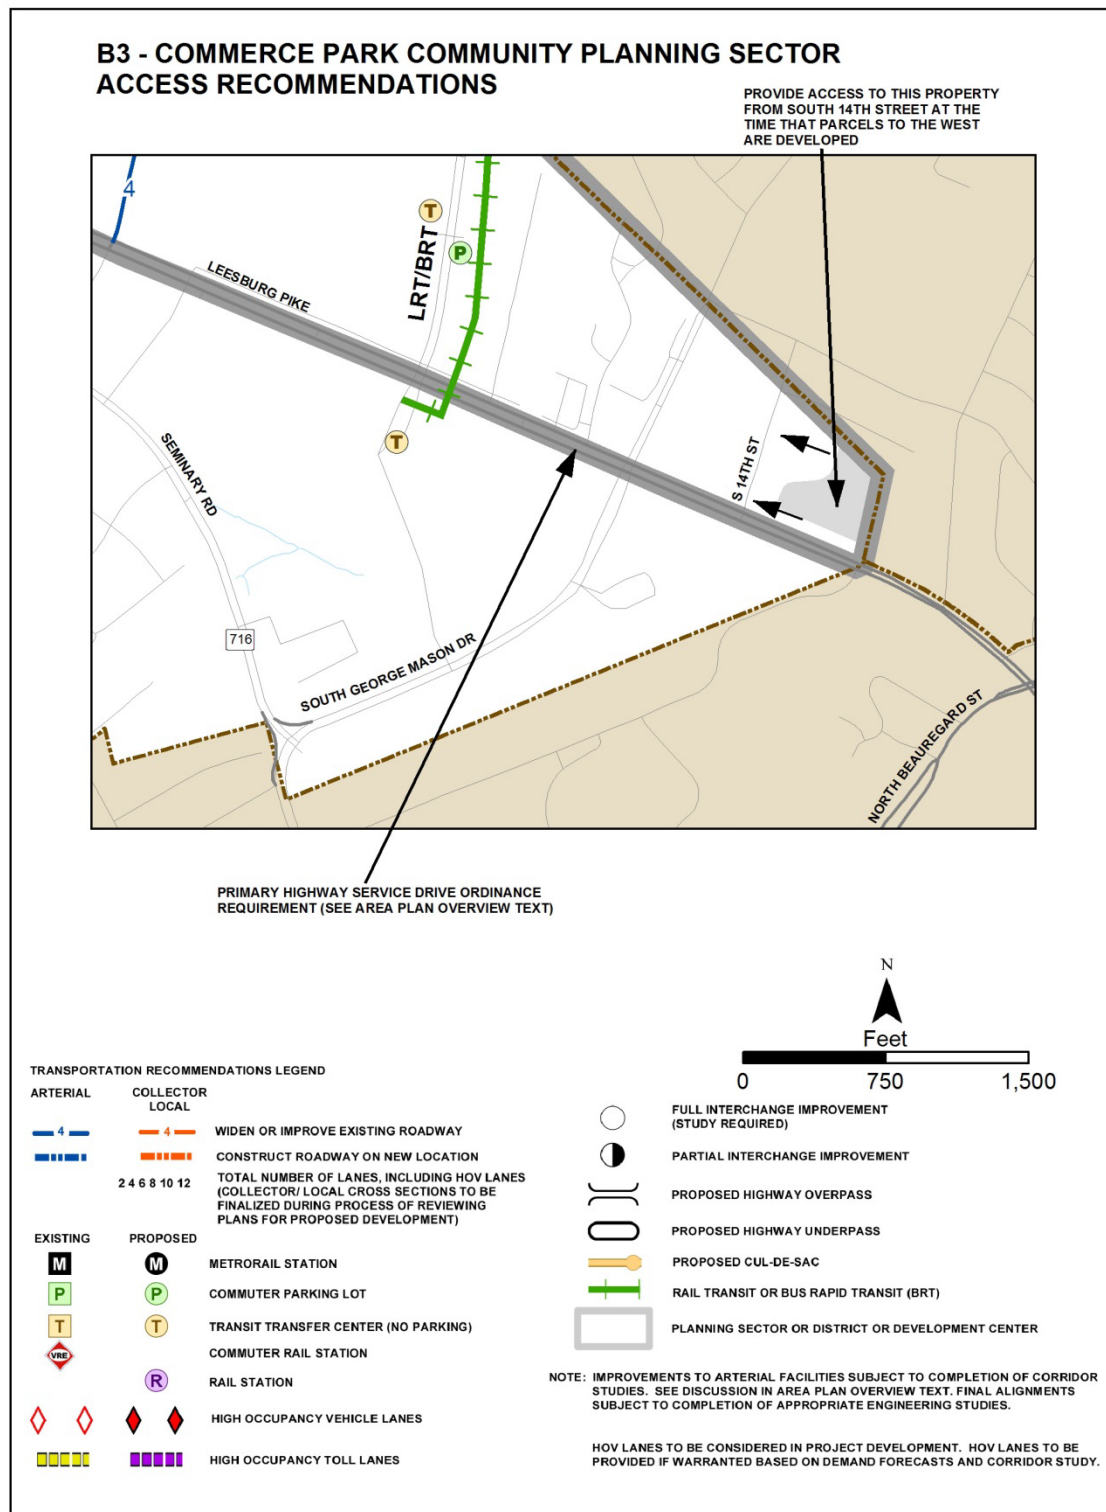 B3 - COMMERCE PARK COMMUNITY PLANNING SECTOR
ACCESS RECOMMENDATIONS
PROVIDE ACCESS TO THIS PROPERTY
FROM SOUTH 14TH STREET AT THE
TIME THAT PARCELS TO THE WEST
ARE DEVELOPED
4
T
P
LRT/BRT
LEESBURG PIKE
T
SEMINARY RD
S 14TH ST
716
SOUTH GEORGE MASON DR
NORTH BEAUREGARD ST
PRIMARY HIGHWAY SERVICE DRIVE ORDINANCE
REQUIREMENT (SEE AREA PLAN OVERVIEW TEXT)
N
Feet
0 750 1,500
TRANSPORTATION RECOMMENDATIONS LEGEND
ARTERIAL COLLECTOR
LOCAL
4 4 WIDEN OR IMPROVE EXISTING ROADWAY
CONSTRUCT ROADWAY ON NEW LOCATION
2 4 6 8 10 12 TOTAL NUMBER OF LANES, INCLUDING HOV LANES
(COLLECTOR/ LOCAL CROSS SECTIONS TO BE
FINALIZED DURING PROCESS OF REVIEWING
PLANS FOR PROPOSED DEVELOPMENT)
EXISTING PROPOSED
M M METRORAIL STATION
P P COMMUTER PARKING LOT
T T TRANSIT TRANSFER CENTER (NO PARKING)
VRE COMMUTER RAIL STATION
R RAIL STATION
HIGH OCCUPANCY VEHICLE LANES
HIGH OCCUPANCY TOLL LANES
FULL INTERCHANGE IMPROVEMENT
(STUDY REQUIRED)
PARTIAL INTERCHANGE IMPROVEMENT
PROPOSED HIGHWAY OVERPASS
PROPOSED HIGHWAY UNDERPASS
PROPOSED CUL-DE-SAC
RAIL TRANSIT OR BUS RAPID TRANSIT (BRT)
PLANNING SECTOR OR DISTRICT OR DEVELOPMENT CENTER
NOTE: IMPROVEMENTS TO ARTERIAL FACILITIES SUBJECT TO COMPLETION OF CORRIDOR
STUDIES. SEE DISCUSSION IN AREA PLAN OVERVIEW TEXT. FINAL ALIGNMENTS
SUBJECT TO COMPLETION OF APPROPRIATE ENGINEERING STUDIES.
HOV LANES TO BE CONSIDERED IN PROJECT DEVELOPMENT. HOV LANES TO BE
PROVIDED IF WARRANTED BASED ON DEMAND FORECASTS AND CORRIDOR STUDY.